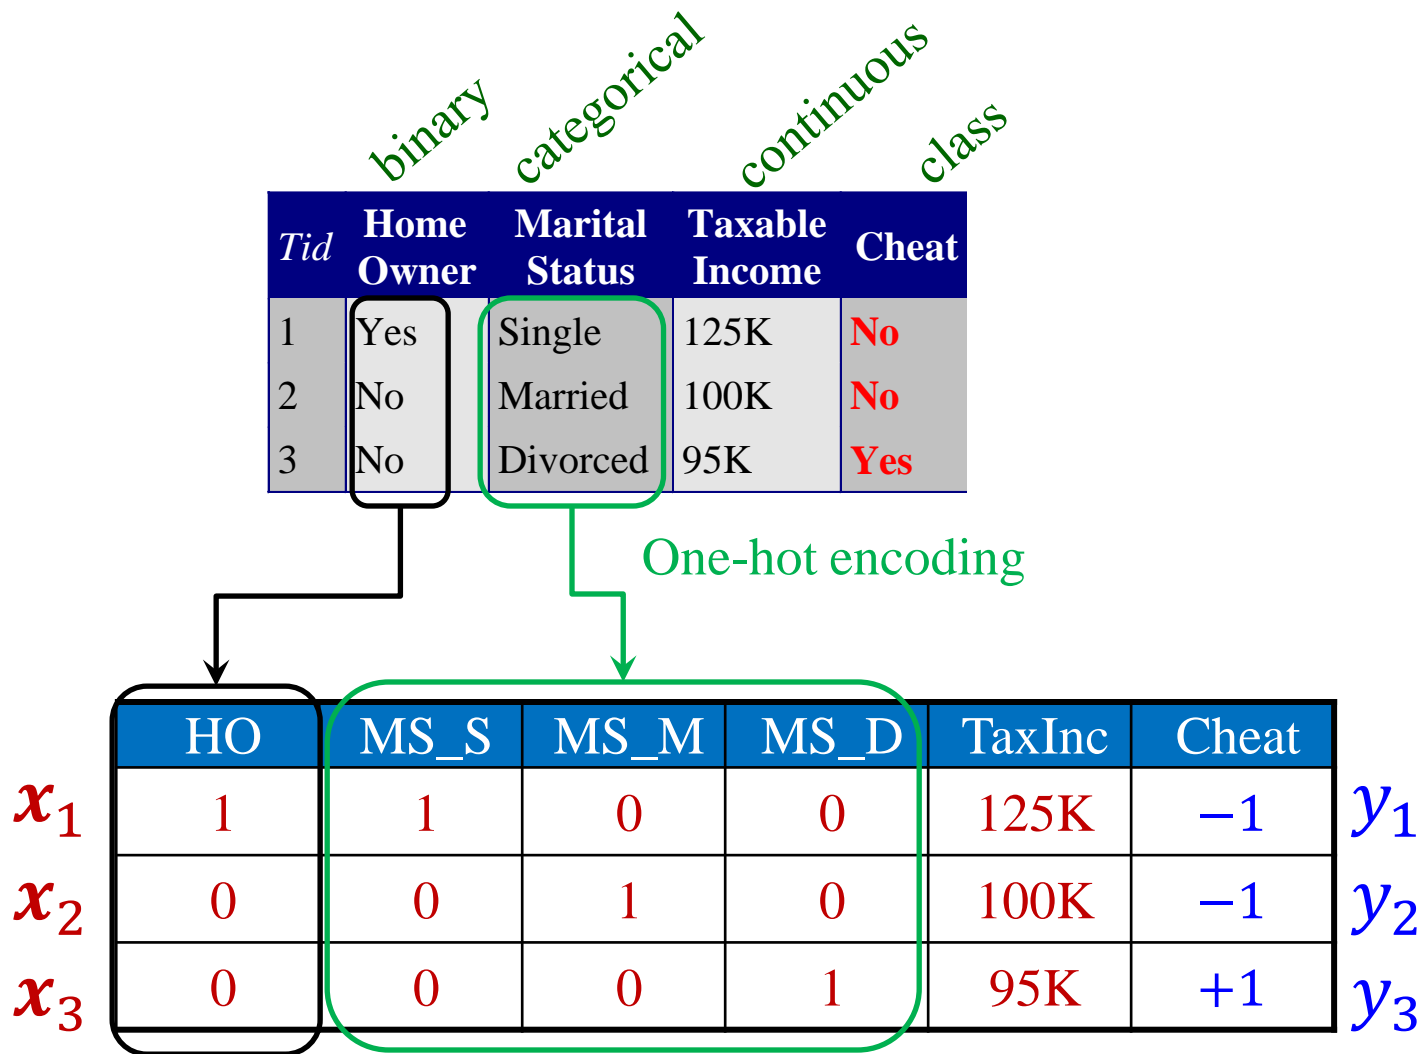 binary categorical continuous class
Tid Home Owner Marital Status Taxable Income Cheat
1 Yes Single 125K No
2 No Married 100K No
3 No Divorced 95K Yes
One-hot encoding
HO MS_S MS_M MS_D TaxInc Cheat
x₁ 1 1 0 0 125K −1 y₁
x₂ 0 0 1 0 100K −1 y₂
x₃ 0 0 0 1 95K +1 y₃